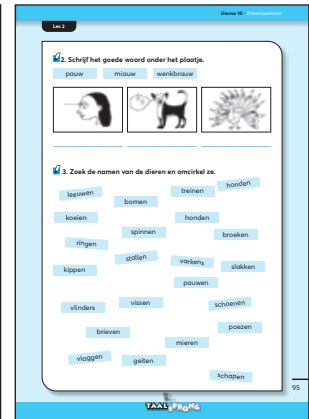 thema 10 -
Les 3
2. Schrijf het goede woord onder het plaatje.
pauw miauw wenkbrauw
3. Zoek de namen van de dieren en omcirkel ze.
leeuwen bomen treinen honden
koeien honden
spinnen broeken
ringen
stallen varkens
kippen slakken
pauwen
vlinders vissen schoenen
brieven poezen
mieren
vlaggen geiten
schapen
95
TAALSPRONG